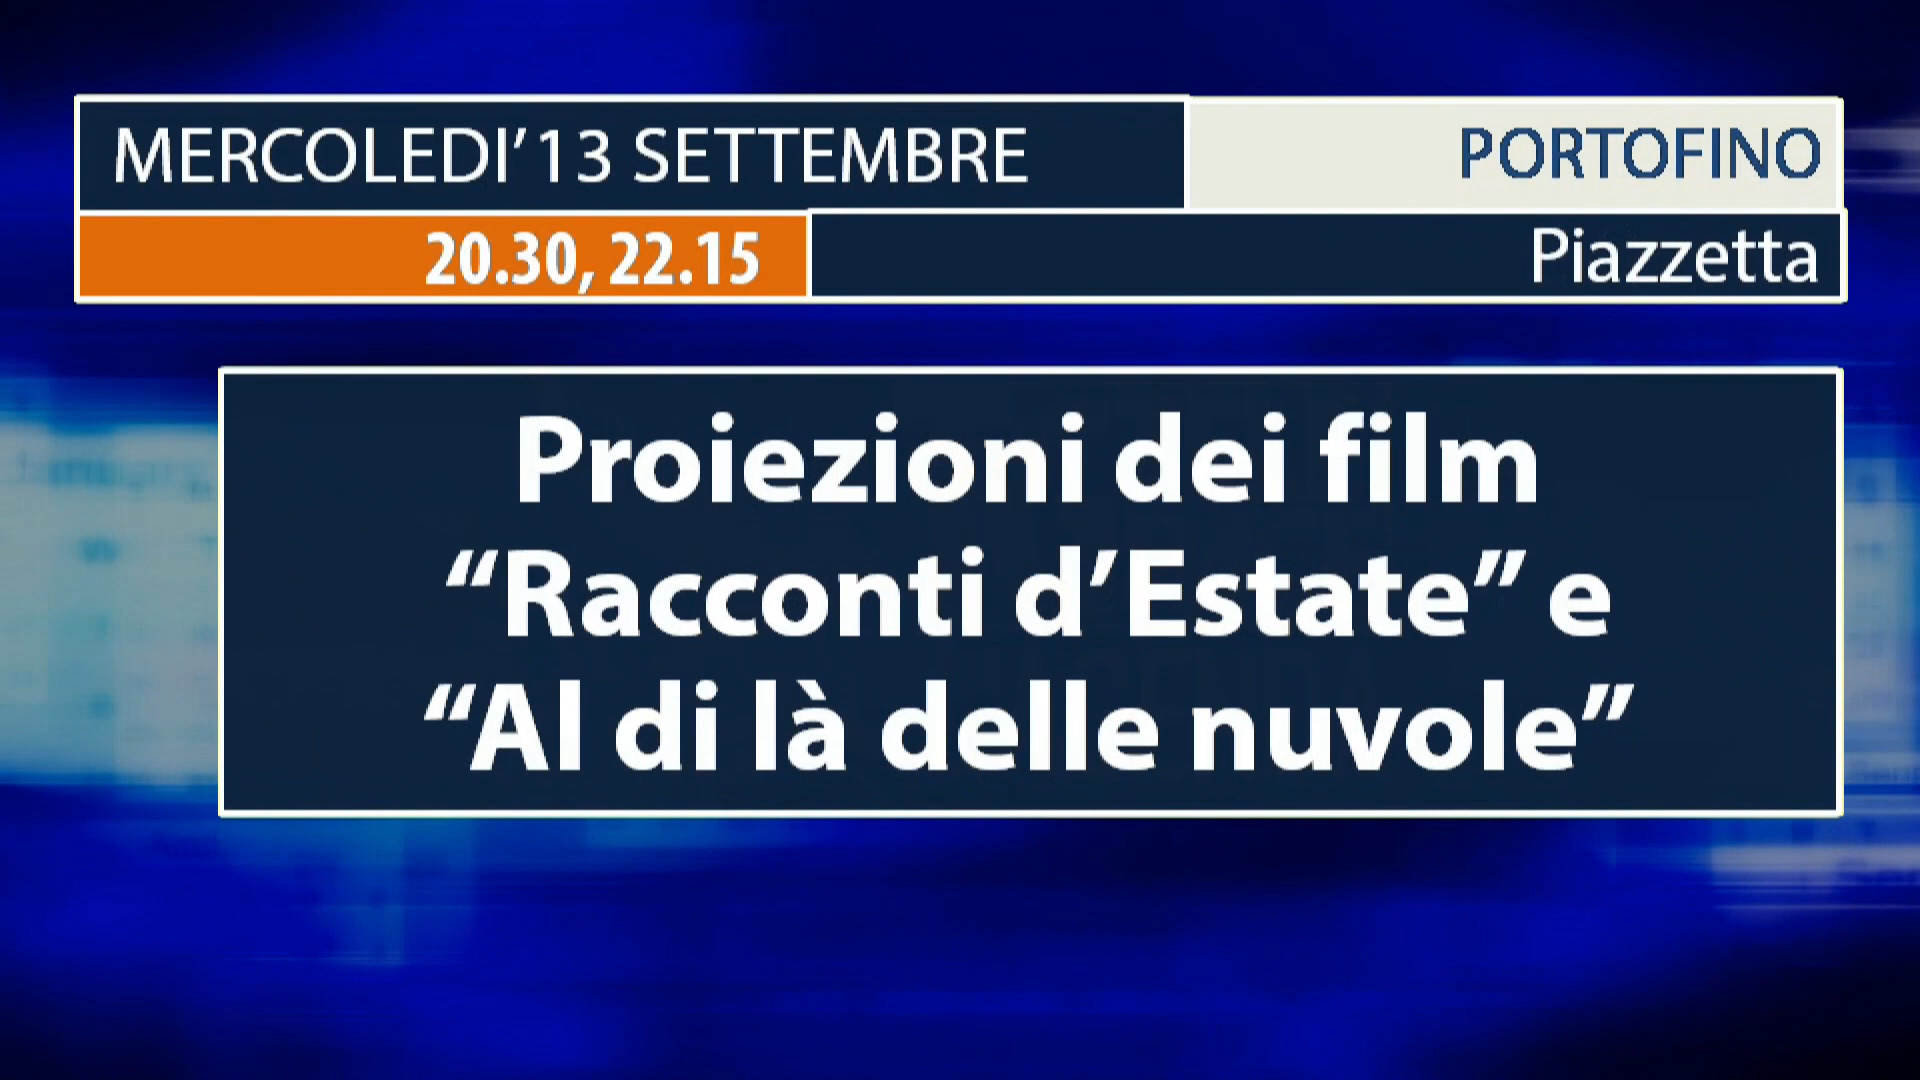 MERCOLEDI’ 13 SETTEMBRE
PORTOFINO
20.30, 22.15
Piazzetta
Proiezioni dei film
“Racconti d’Estate” e
“Al di là delle nuvole”